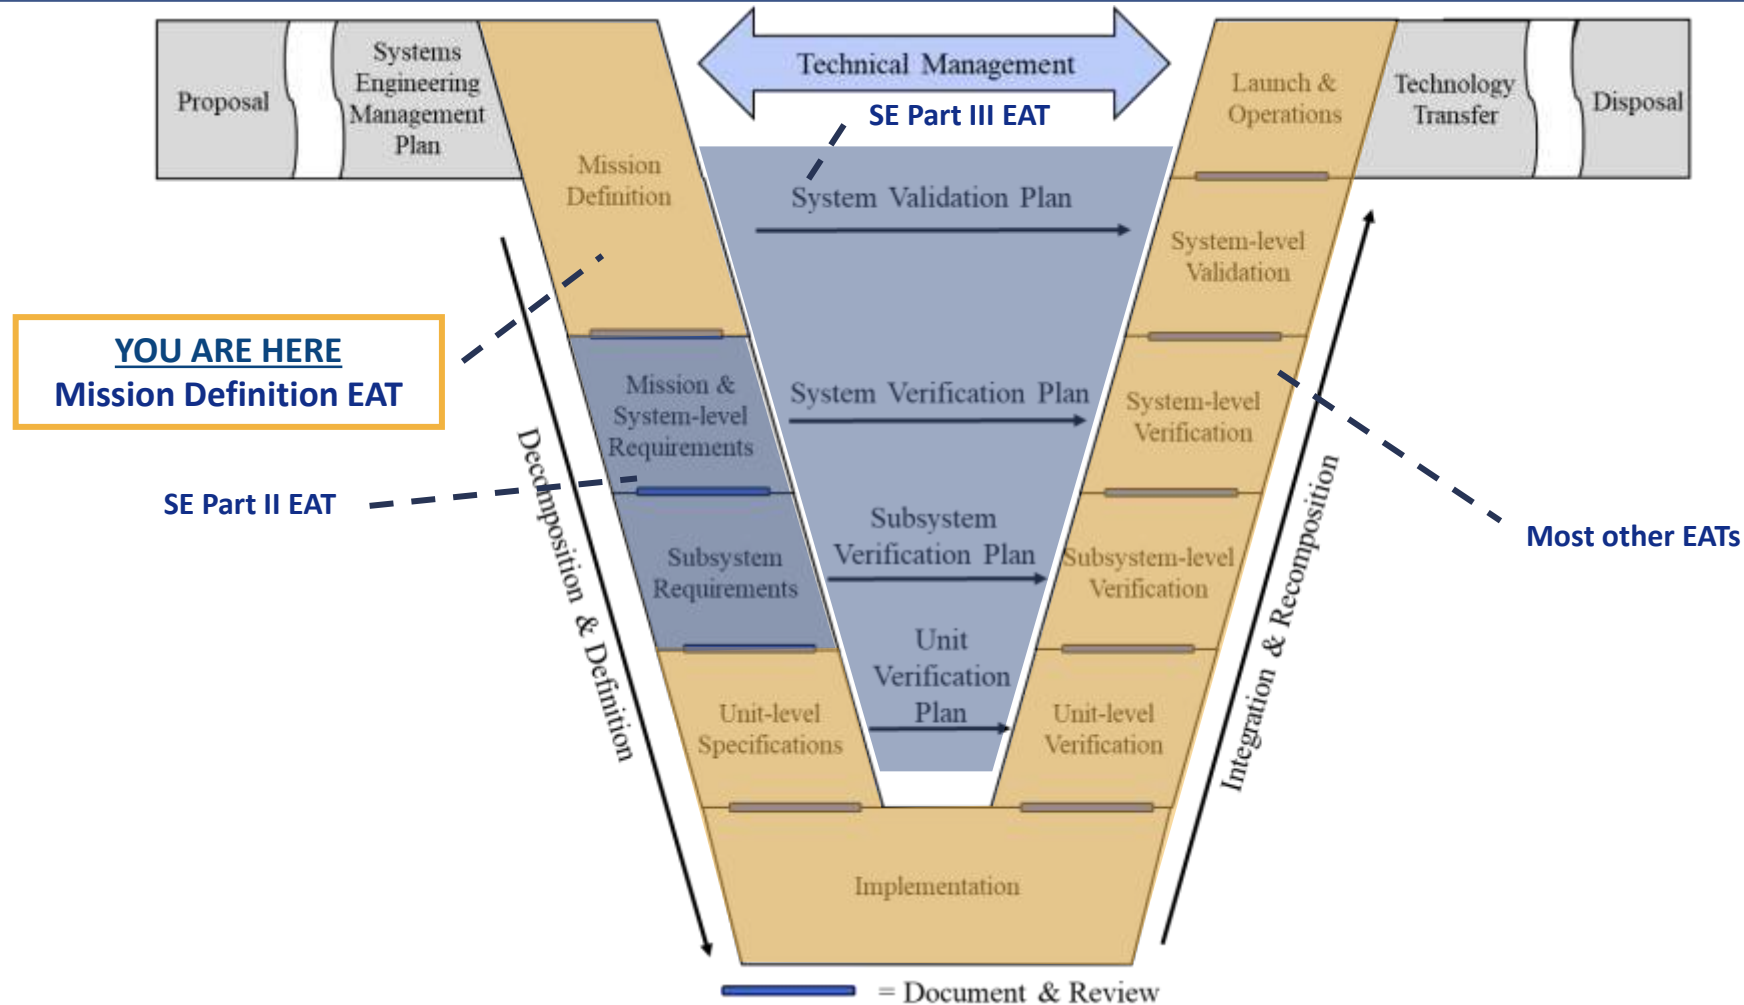 Proposal
Systems
Engineering
Management
Plan
Mission
Definition
Technical Management
SE Part III EAT
Launch &
Operations
Technology
Transfer
Disposal
System Validation Plan
System-level
Validation
YOU ARE HERE
Mission Definition EAT
Mission &
System-level
Requirements
System Verification Plan
System-level
Verification
SE Part II EAT
Decomposition & Definition
Subsystem
Requirements
Subsystem
Verification Plan
Subsystem-level
Verification
Integration & Recomposition
Most other EATs
Unit-level
Specifications
Unit
Verification
Plan
Unit-level
Verification
Implementation
= Document & Review